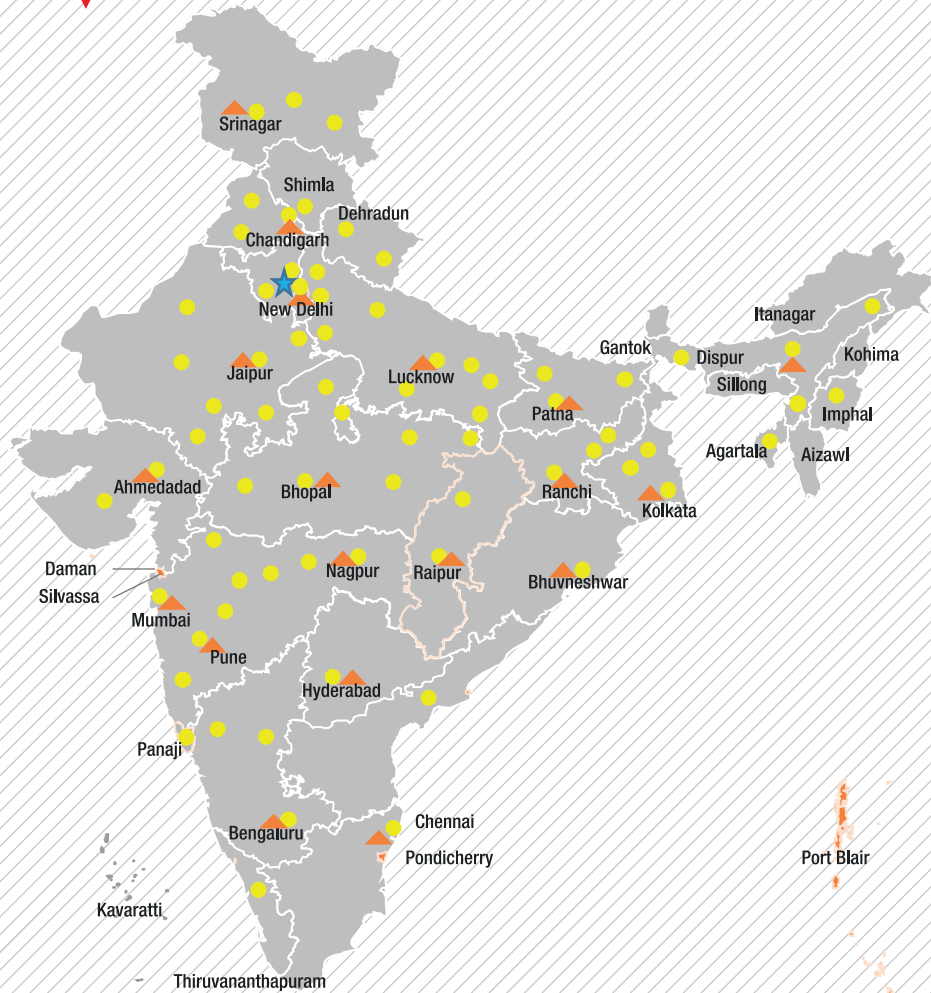 Srinagar
Shimla
Dehradun
Chandigarh
New Delhi
Itanagar
Gantok
Dispur
Kohima
Jaipur
Lucknow
Sillong
Patna
Imphal
Agartala
Aizawl
Ahmedadad
Bhopal
Ranchi
Kolkata
Daman
Nagpur
Raipur
Bhuvneshwar
Silvassa
Mumbai
Pune
Hyderabad
Panaji
Chennai
Bengaluru
Pondicherry
Port Blair
Kavaratti
Thiruvananthapuram